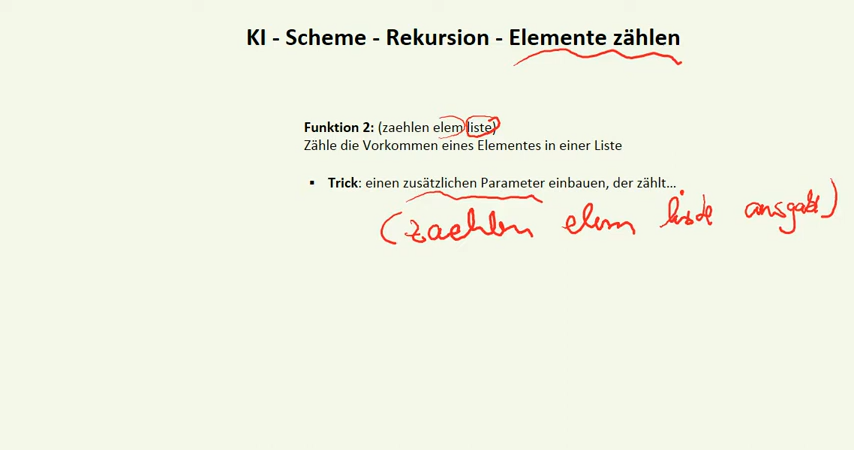 KI - Scheme - Rekursion - Elemente zählen
Funktion 2: (zaehlen elem liste)
Zähle die Vorkommen eines Elementes in einer Liste
▪ Trick: einen zusätzlichen Parameter einbauen, der zählt...
(zaehlen elem liste ausgabe)